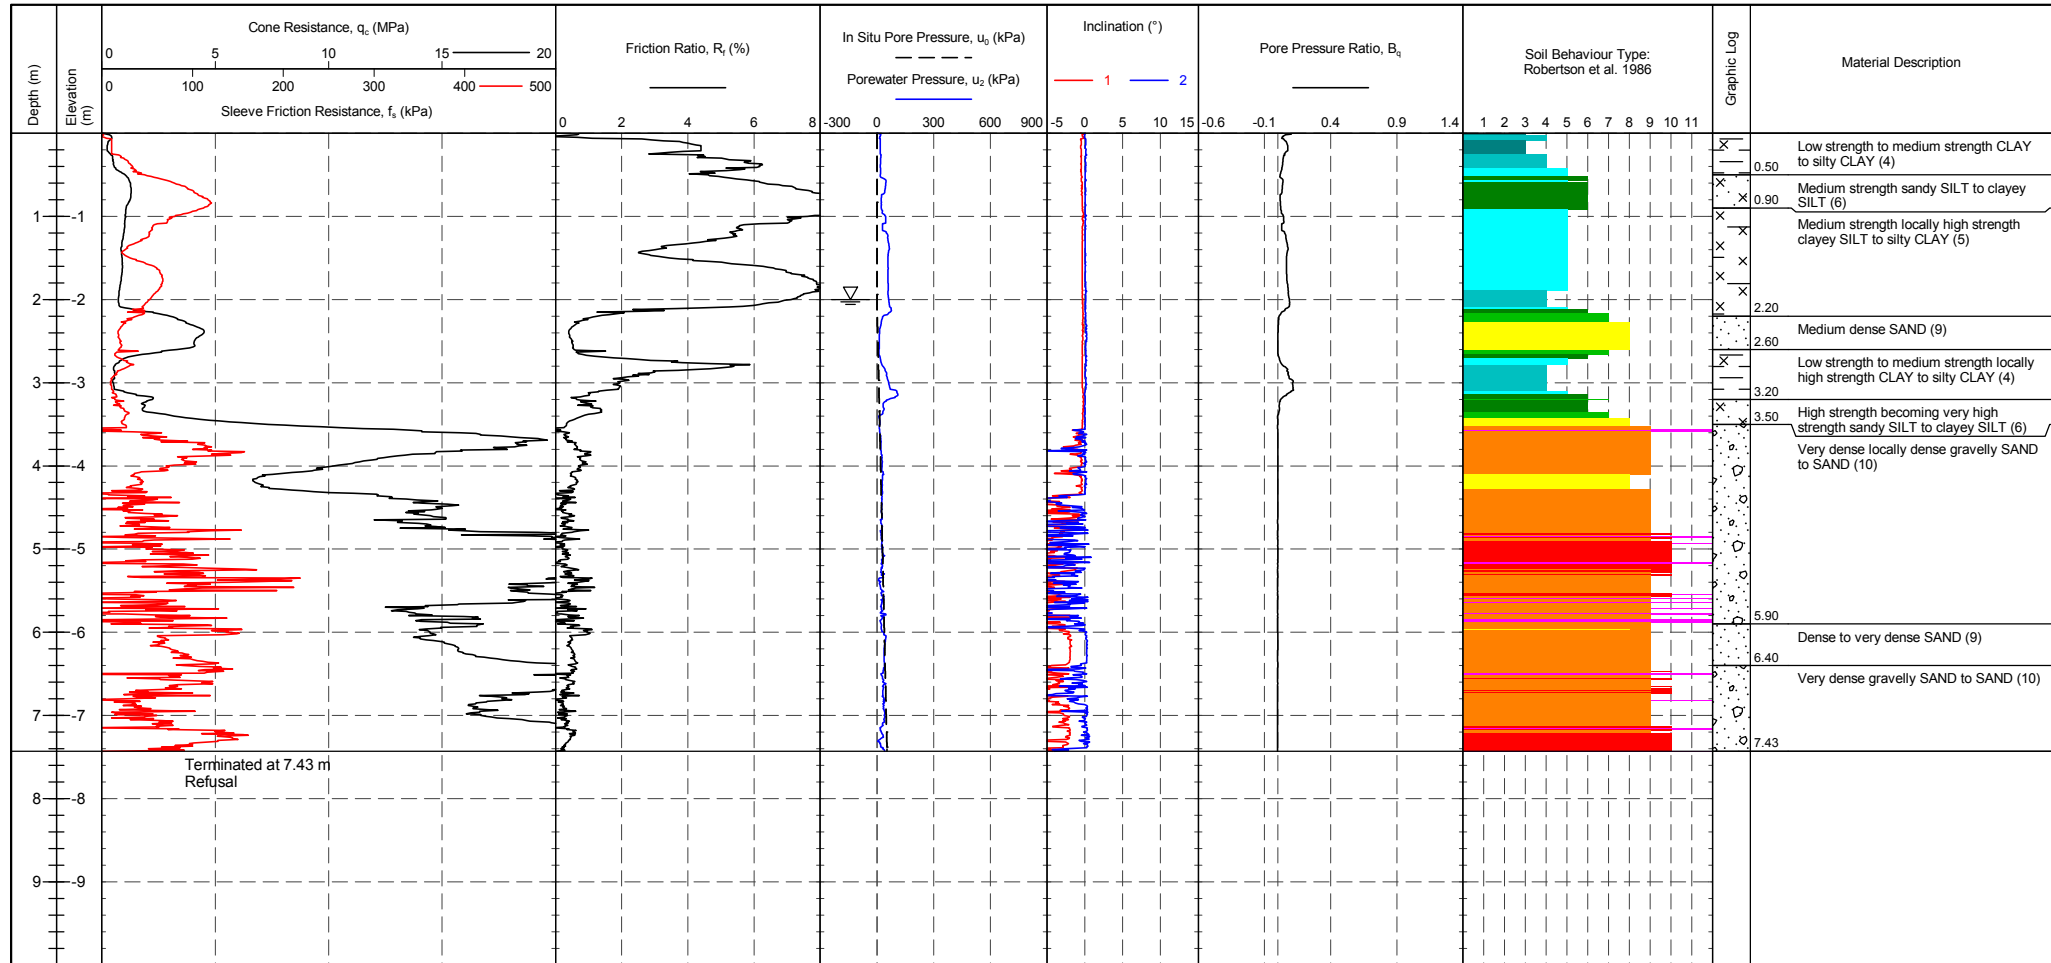 Depth (m)
Elevation (m)
Cone Resistance, qc (MPa)
0 5 10 15 20
0 100 200 300 400 500
Sleeve Friction Resistance, fs (kPa)
Friction Ratio, Rf (%)
0 2 4 6 8
In Situ Pore Pressure, u0 (kPa)
Porewater Pressure, u2 (kPa)
-300 0 300 600 900
Inclination (°)
1 2
-5 0 5 10 15
Pore Pressure Ratio, Bq
-0.6 -0.1 0.4 0.9 1.4
Soil Behaviour Type:
Robertson et al. 1986
1 2 3 4 5 6 7 8 9 10 11
Graphic Log
Material Description
Low strength to medium strength CLAY
to silty CLAY (4)
0.50
Medium strength sandy SILT to clayey
SILT (6)
0.90
1 -1
Medium strength locally high strength
clayey SILT to silty CLAY (5)
2 -2
2.20
Medium dense SAND (9)
2.60
Low strength to medium strength locally
high strength CLAY to silty CLAY (4)
3 -3
3.20
High strength becoming very high
strength sandy SILT to clayey SILT (6)
3.50
Very dense locally dense gravelly SAND
to SAND (10)
4 -4
5 -5
5.90
6 -6
Dense to very dense SAND (9)
6.40
Very dense gravelly SAND to SAND (10)
7 -7
7.43
Terminated at 7.43 m
Refusal
8 -8
9 -9